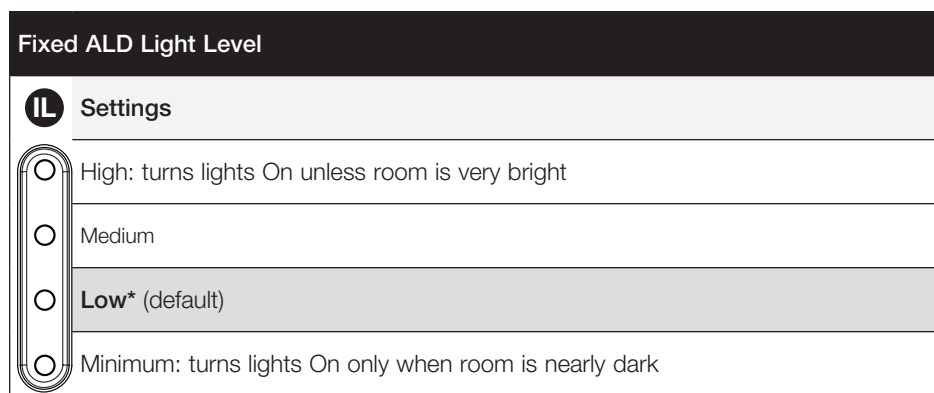 Fixed ALD Light Level
IL Settings
High: turns lights On unless room is very bright
Medium
Low* (default)
Minimum: turns lights On only when room is nearly dark